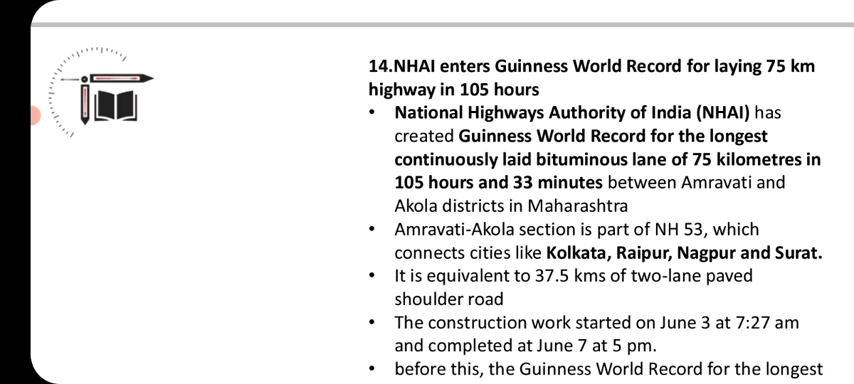 14.NHAI enters Guinness World Record for laying 75 km
highway in 105 hours
• National Highways Authority of India (NHAI) has
created Guinness World Record for the longest
continuously laid bituminous lane of 75 kilometres in
105 hours and 33 minutes between Amravati and
Akola districts in Maharashtra
• Amravati-Akola section is part of NH 53, which
connects cities like Kolkata, Raipur, Nagpur and Surat.
• It is equivalent to 37.5 kms of two-lane paved
shoulder road
• The construction work started on June 3 at 7:27 am
and completed at June 7 at 5 pm.
• before this, the Guinness World Record for the longest